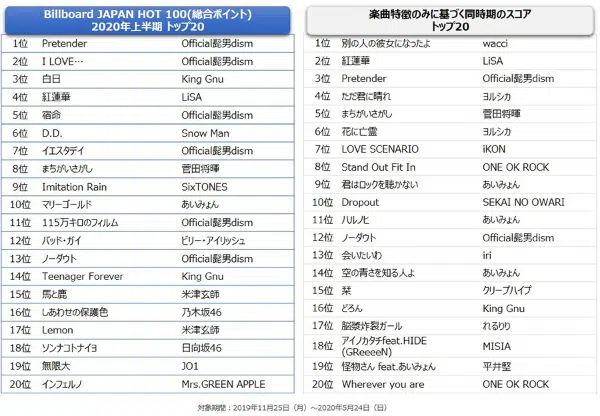 Billboard JAPAN HOT 100(総合ポイント)
2020年上半期 トップ20
1位 Pretender Official髭男dism
2位 I LOVE… Official髭男dism
3位 白日 King Gnu
4位 紅蓮華 LiSA
5位 宿命 Official髭男dism
6位 D.D. Snow Man
7位 イエスタデイ Official髭男dism
8位 まちがいさがし 菅田将暉
9位 Imitation Rain SixTONES
10位 マリーゴールド あいみょん
11位 115万キロのフィルム Official髭男dism
12位 バッド・ガイ ビリー・アイリッシュ
13位 ノーダウト Official髭男dism
14位 Teenager Forever King Gnu
15位 馬と鹿 米津玄師
16位 しあわせの保護色 乃木坂46
17位 Lemon 米津玄師
18位 ソンナコトナイヨ 日向坂46
19位 無限大 JO1
20位 インフェルノ Mrs.GREEN APPLE
楽曲特徴のみに基づく同時期のスコア
トップ20
1位 別の人の彼女になったよ wacci
2位 紅蓮華 LiSA
3位 Pretender Official髭男dism
4位 ただ君に晴れ ヨルシカ
5位 まちがいさがし 菅田将暉
6位 花に亡霊 ヨルシカ
7位 LOVE SCENARIO iKON
8位 Stand Out Fit In ONE OK ROCK
9位 君はロックを聴かない あいみょん
10位 Dropout SEKAI NO OWARI
11位 ハルノヒ あいみょん
12位 ノーダウト Official髭男dism
13位 会いたいわ iri
14位 空の青さを知る人よ あいみょん
15位 栞 クリープハイプ
16位 どろん King Gnu
17位 脳漿炸裂ガール れるりり
18位 アイノカタチfeat.HIDE
(GReeeeN) MISIA
19位 怪物さん feat.あいみょん 平井堅
20位 Wherever you are ONE OK ROCK
対象期間:2019年11月25日(月)~2020年5月24日(日)